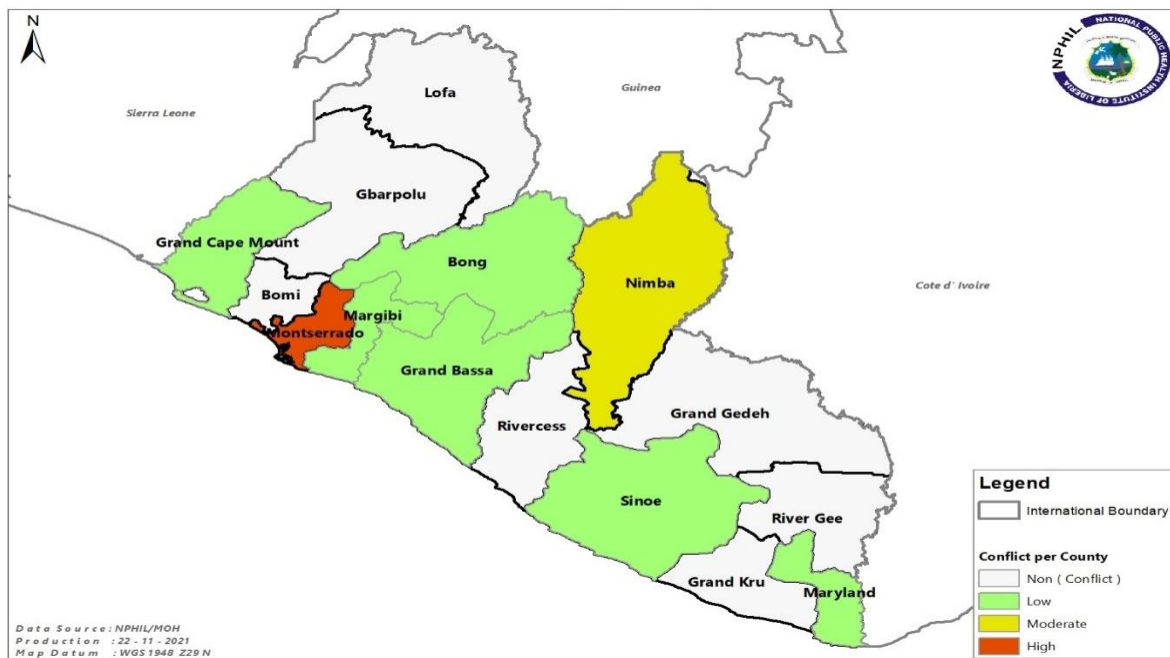 N
NPHIL
NATIONAL PUBLIC HEALTH INSTITUTE OF LIBERIA
Lofa
Guinea
Sierra Leone
Gbarpolu
Grand Cape Mount
Bong
Nimba
Cote d' Ivoire
Bomi
Margibi
Montserrado
Grand Bassa
Rivercess
Grand Gedeh
Sinoe
River Gee
Grand Kru
Maryland
Legend
International Boundary
Conflict per County
Non ( Conflict )
Low
Moderate
High
Data Source: NPHIL/MOH
Production : 22 - 11 - 2021
Map Datum : WGS 1948 Z29 N